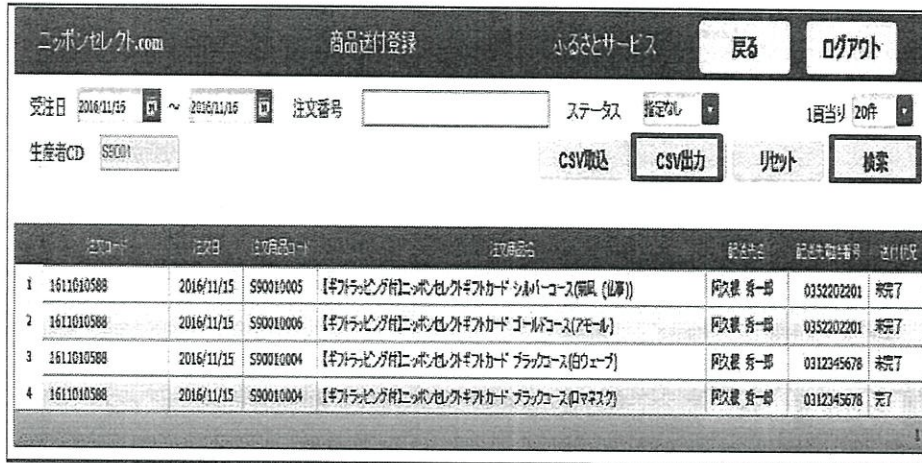 ニッポンセレクト.com 商品送付登録 ふるさとサービス 戻る ログアウト
受注日 2016/11/15 ～ 2016/11/15 注文番号 ステータス 指定なし 1頁当り 20件
生産者CD S9001 CSV取込 CSV出力 リセット 検索
注文コード 注文日 注文商品コード 注文商品名 配送先名 配送先電話番号 送付状況
1 1611010588 2016/11/15 S90010005 【ギフトラッピング付】ニッポンセレクトギフトカード シルバーコース 阿久根 秀一郎 0352202201 未完了
2 1611010588 2016/11/15 S90010006 【ギフトラッピング付】ニッポンセレクトギフトカード ゴールドコース(アモール) 阿久根 秀一郎 0352202201 未完了
3 1611010588 2016/11/15 S90010004 【ギフトラッピング付】ニッポンセレクトギフトカード ブラックコース(白ウェーブ) 阿久根 秀一郎 0312345678 未完了
4 1611010588 2016/11/15 S90010004 【ギフトラッピング付】ニッポンセレクトギフトカード ブラックコース(ロマネスク) 阿久根 秀一郎 0312345678 完了
1